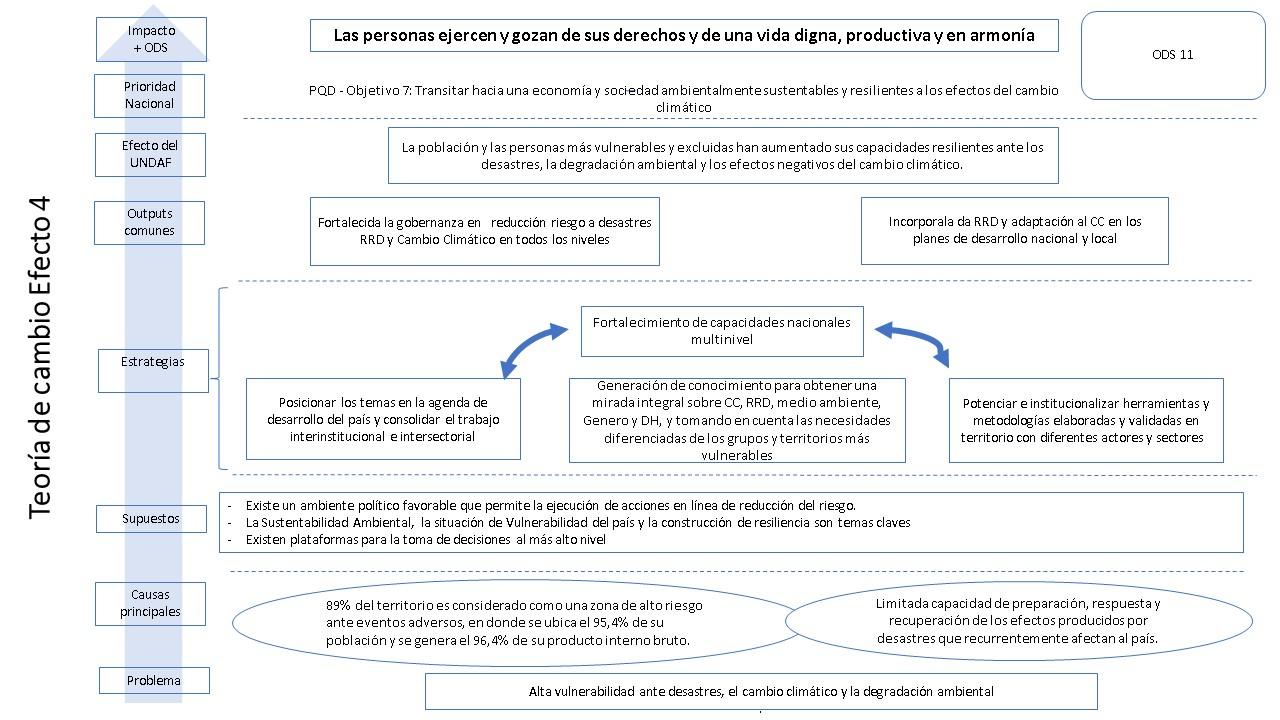 Teoría de cambio Efecto 4
Impacto
+ ODS
Las personas ejercen y gozan de sus derechos y de una vida digna, productiva y en armonía
ODS 11
Prioridad
Nacional
PQD - Objetivo 7: Transitar hacia una economía y sociedad ambientalmente sustentables y resilientes a los efectos del cambio
climático
Efecto del
UNDAF
La población y las personas más vulnerables y excluidas han aumentado sus capacidades resilientes ante los
desastres, la degradación ambiental y los efectos negativos del cambio climático.
Outputs
comunes
Fortalecida la gobernanza en reducción riesgo a desastres
RRD y Cambio Climático en todos los niveles
Incorporala da RRD y adaptación al CC en los
planes de desarrollo nacional y local
Estrategias
Fortalecimiento de capacidades nacionales
multinivel
Posicionar los temas en la agenda de
desarrollo del país y consolidar el trabajo
interinstitucional e intersectorial
Generación de conocimiento para obtener una
mirada integral sobre CC, RRD, medio ambiente,
Genero y DH, y tomando en cuenta las necesidades
diferenciadas de los grupos y territorios más
vulnerables
Potenciar e institucionalizar herramientas y
metodologías elaboradas y validadas en
territorio con diferentes actores y sectores
Supuestos
- Existe un ambiente político favorable que permite la ejecución de acciones en línea de reducción del riesgo.
- La Sustentabilidad Ambiental, la situación de Vulnerabilidad del país y la construcción de resiliencia son temas claves
- Existen plataformas para la toma de decisiones al más alto nivel
Causas
principales
89% del territorio es considerado como una zona de alto riesgo
ante eventos adversos, en donde se ubica el 95,4% de su
población y se genera el 96,4% de su producto interno bruto.
Limitada capacidad de preparación, respuesta y
recuperación de los efectos producidos por
desastres que recurrentemente afectan al país.
Problema
Alta vulnerabilidad ante desastres, el cambio climático y la degradación ambiental
.